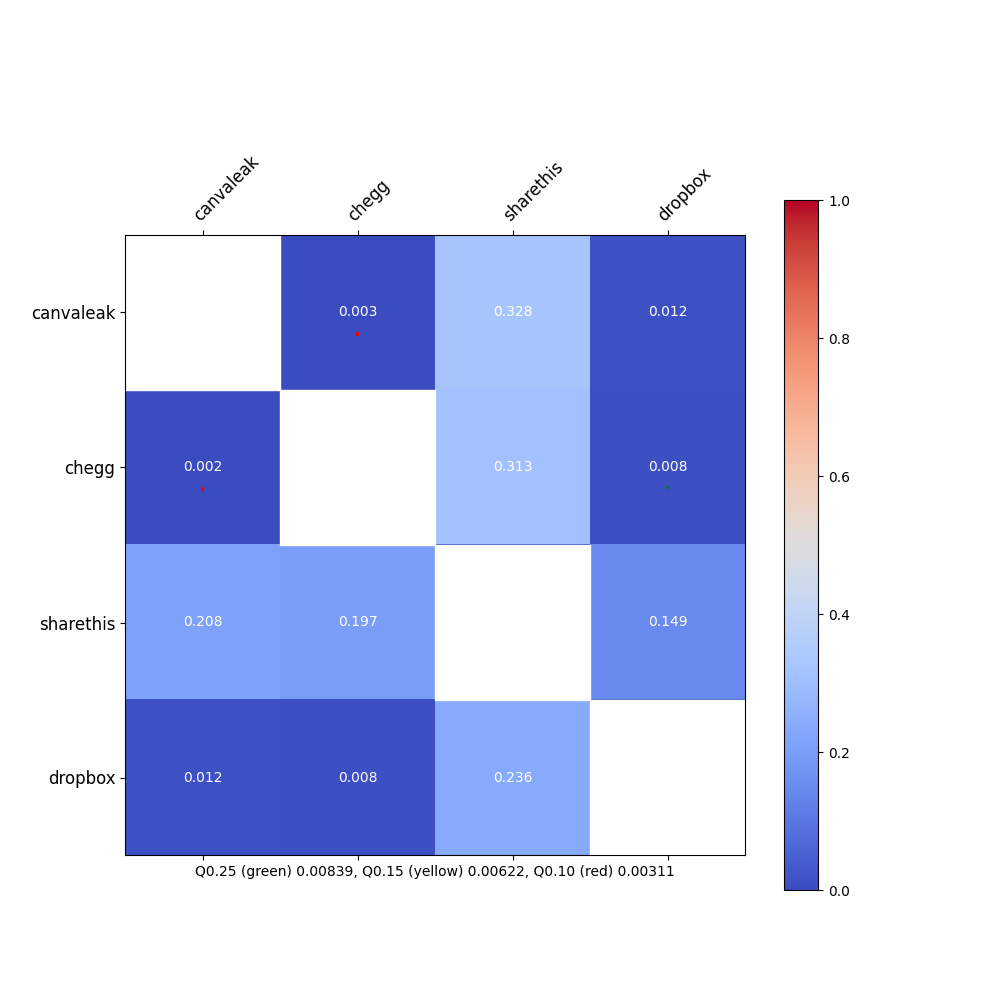 canvaleak chegg sharethis dropbox
1.0
canvaleak 0.003 0.328 0.012
0.8
chegg 0.002 0.313 0.008
0.6
sharethis 0.208 0.197 0.149
0.4
dropbox 0.012 0.008 0.236
0.2
Q0.25 (green) 0.00839, Q0.15 (yellow) 0.00622, Q0.10 (red) 0.00311
0.0